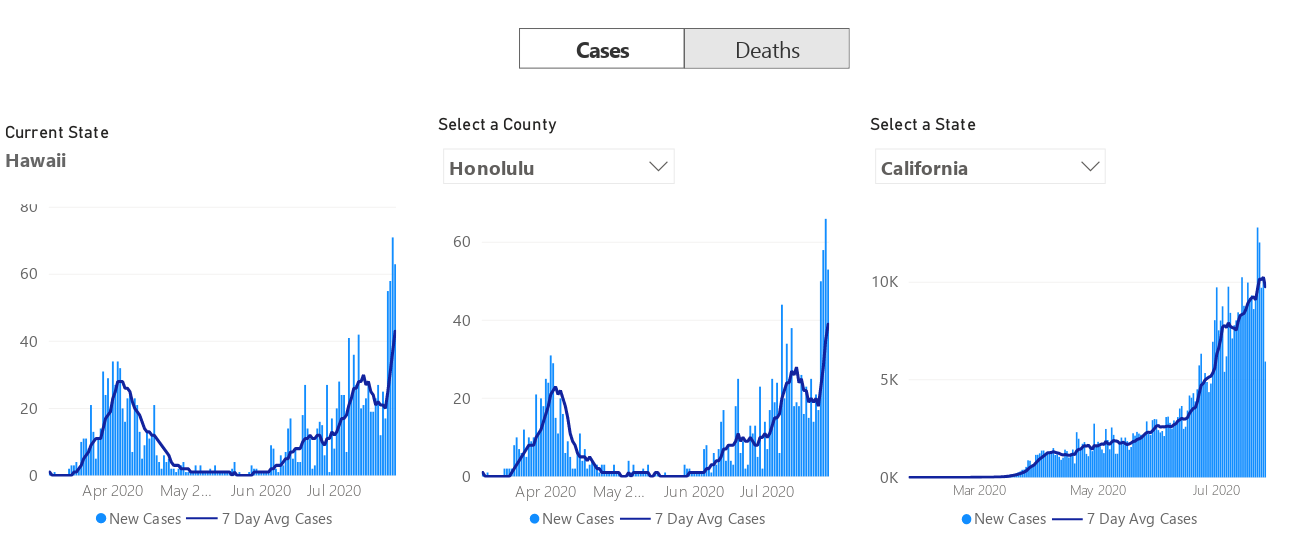 Cases Deaths
Current State
Hawaii
Select a County
Honolulu
Select a State
California
80
60
40
20
0
Apr 2020 May 2... Jun 2020 Jul 2020
New Cases 7 Day Avg Cases
60
40
20
0
Apr 2020 May 2... Jun 2020 Jul 2020
New Cases 7 Day Avg Cases
10K
5K
0K
Mar 2020 May 2020 Jul 2020
New Cases 7 Day Avg Cases